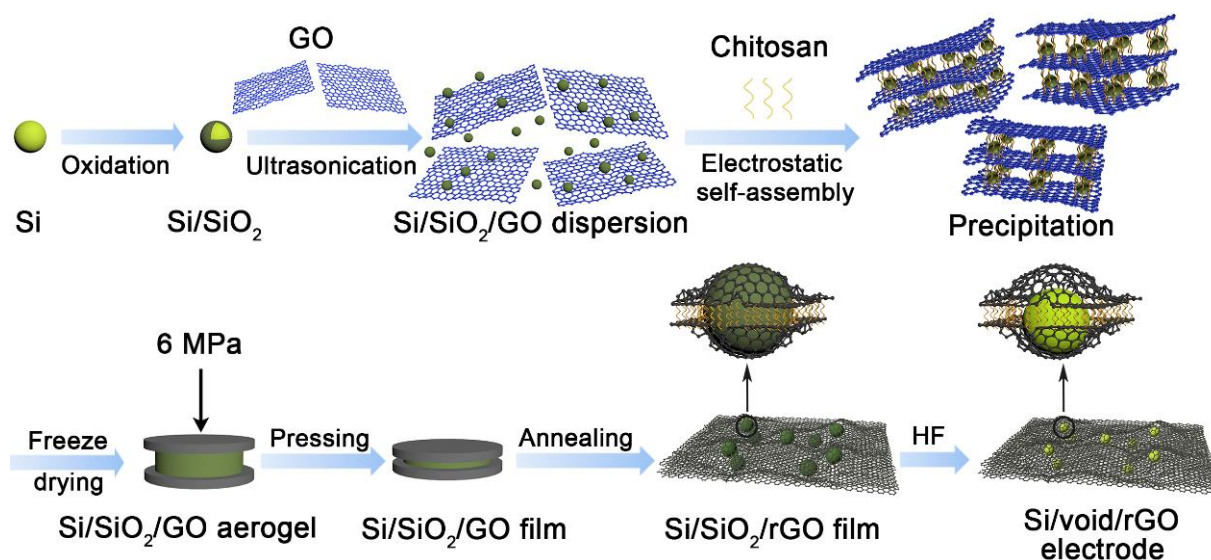 GO
Chitosan
Oxidation
Ultrasonication
Electrostatic
self-assembly
Si
Si/SiO₂
Si/SiO₂/GO dispersion
Precipitation
6 MPa
Freeze
drying
Pressing
Annealing
HF
Si/SiO₂/GO aerogel
Si/SiO₂/GO film
Si/SiO₂/rGO film
Si/void/rGO
electrode